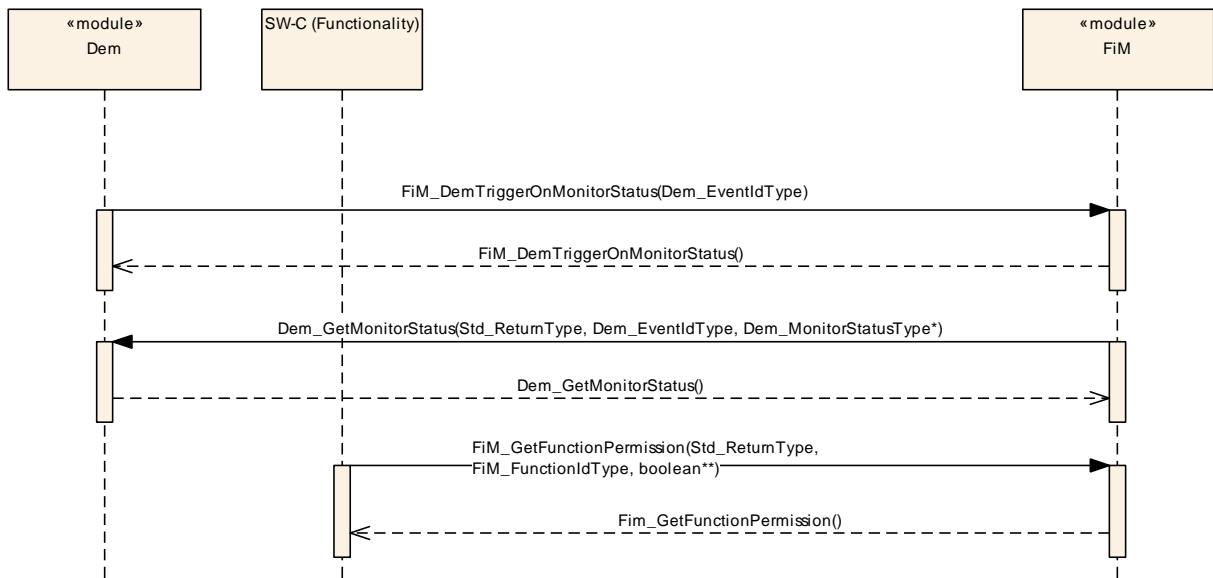 «module»
Dem
SW-C (Functionality)
«module»
FiM
FiM_DemTriggerOnMonitorStatus(Dem_EventIdType)
FiM_DemTriggerOnMonitorStatus()
Dem_GetMonitorStatus(Std_ReturnType, Dem_EventIdType, Dem_MonitorStatusType*)
Dem_GetMonitorStatus()
FiM_GetFunctionPermission(Std_ReturnType,
FiM_FunctionIdType, boolean**)
Fim_GetFunctionPermission()